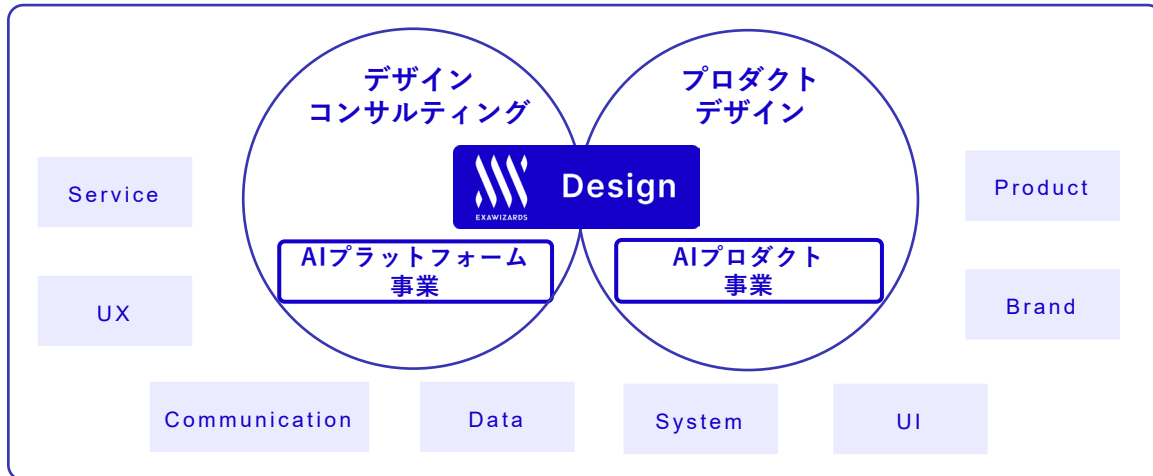 デザイン
コンサルティング
プロダクト
デザイン
EXAWIZARDS
Design
AIプラットフォーム
事業
AIプロダクト
事業
Service
UX
Product
Brand
Communication
Data
System
UI